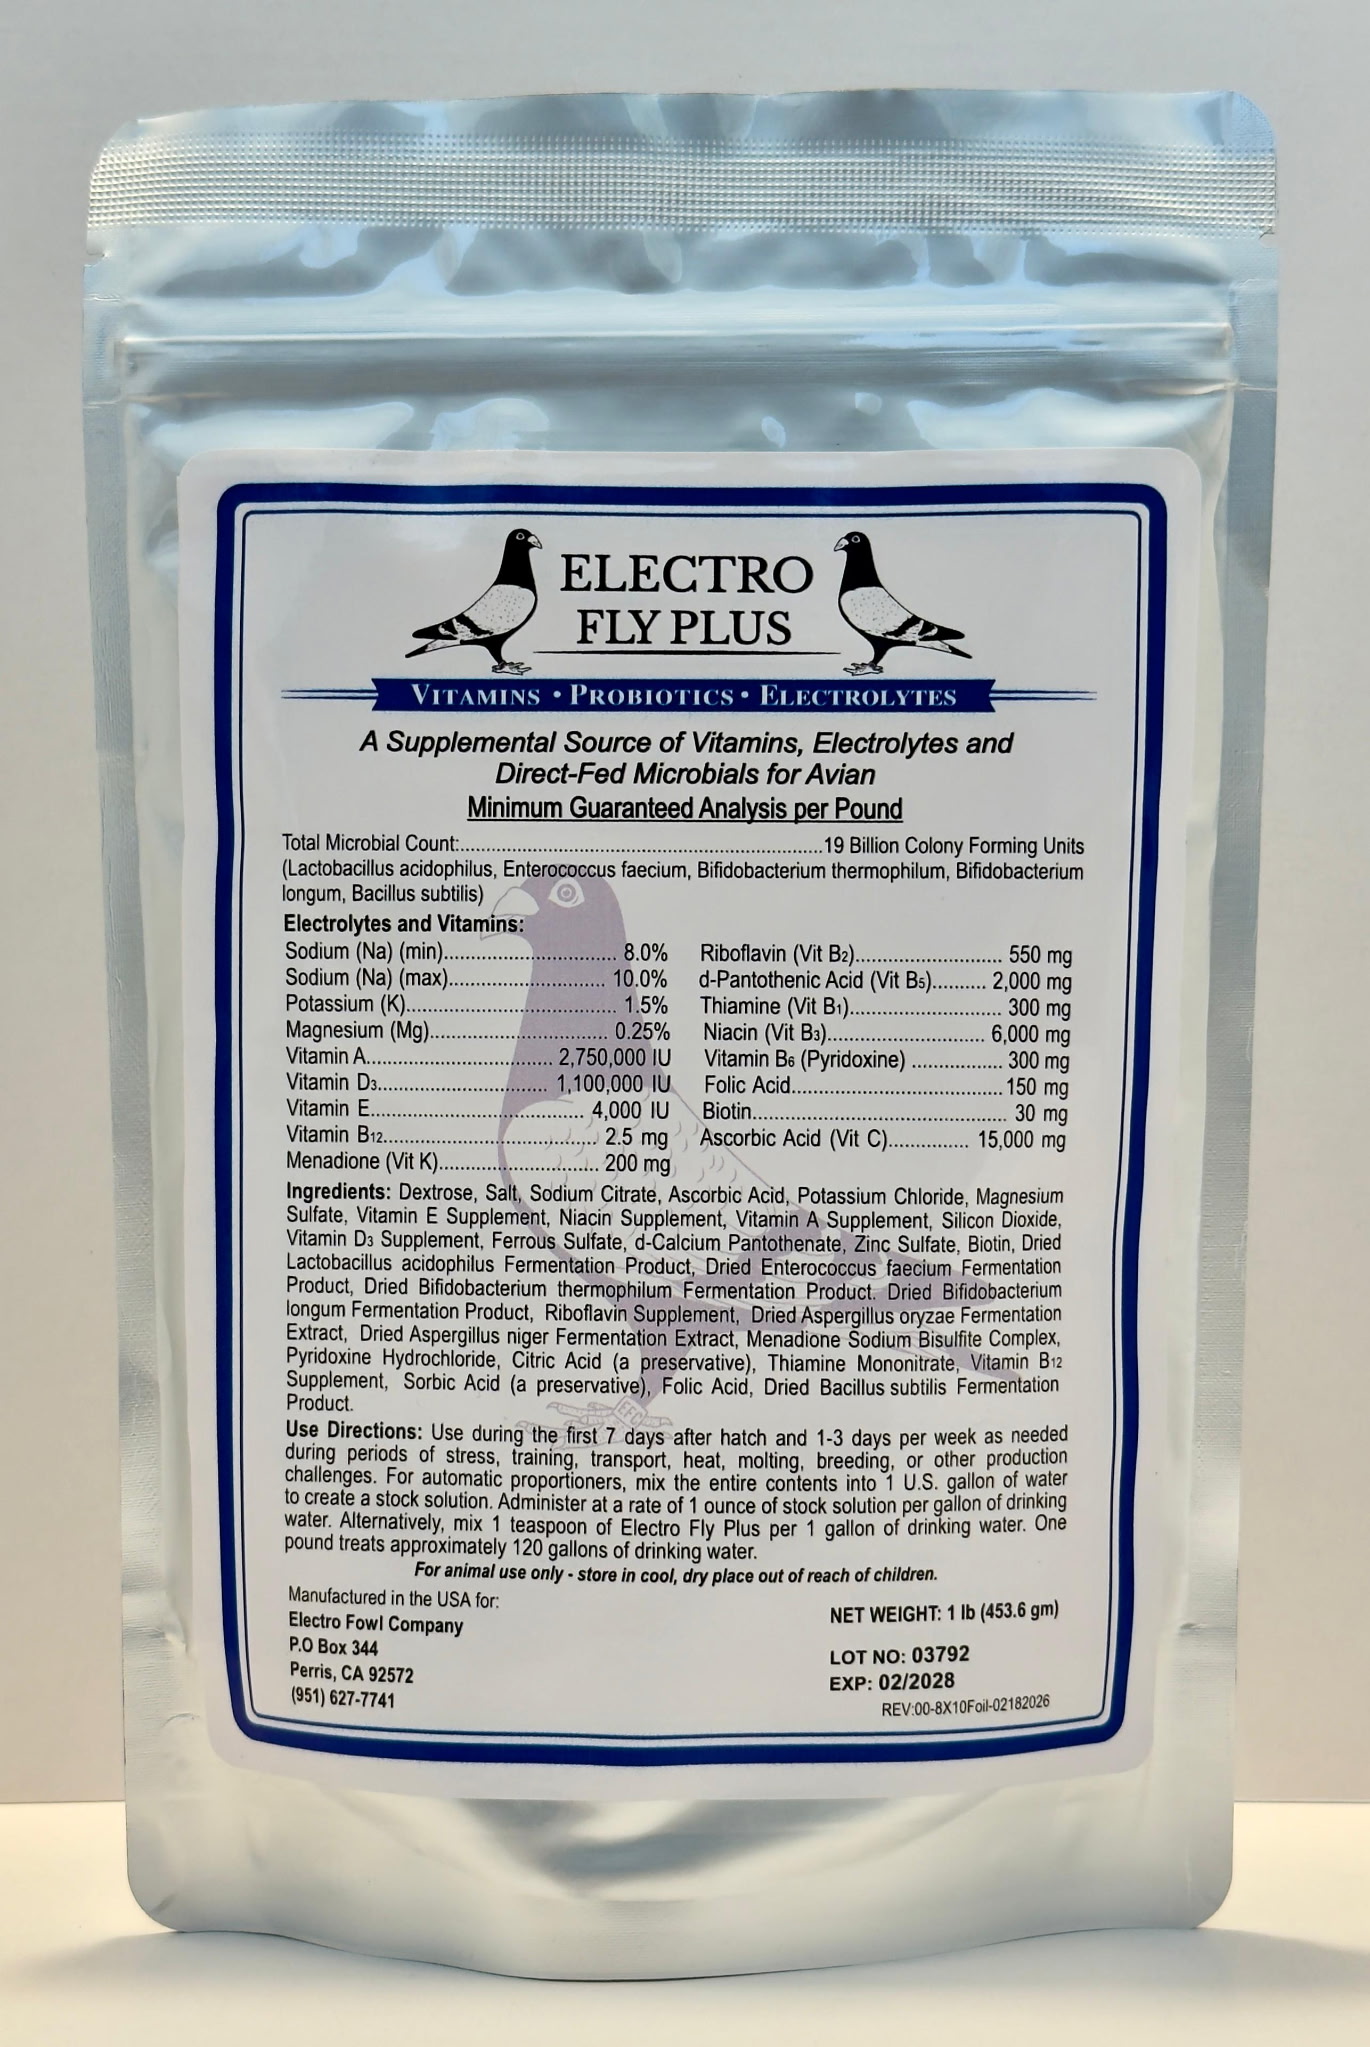 ELECTRO
FLY PLUS
VITAMINS • PROBIOTICS • ELECTROLYTES
A Supplemental Source of Vitamins, Electrolytes and
Direct-Fed Microbials for Avian
Minimum Guaranteed Analysis per Pound
Total Microbial Count:....................19 Billion Colony Forming Units
(Lactobacillus acidophilus, Enterococcus faecium, Bifidobacterium thermophilum, Bifidobacterium
longum, Bacillus subtilis)
Electrolytes and Vitamins:
Sodium (Na) (min).................... 8.0%
Sodium (Na) (max).................... 10.0%
Potassium (K).................... 1.5%
Magnesium (Mg).................... 0.25%
Vitamin A.................... 2,750,000 IU
Vitamin D3.................... 1,100,000 IU
Vitamin E.................... 4,000 IU
Vitamin B12.................... 2.5 mg
Menadione (Vit K).................... 200 mg
Riboflavin (Vit B2).................... 550 mg
d-Pantothenic Acid (Vit B5).......... 2,000 mg
Thiamine (Vit B1).................... 300 mg
Niacin (Vit B3).................... 6,000 mg
Vitamin B6 (Pyridoxine) .................... 300 mg
Folic Acid.................... 150 mg
Biotin.................... 30 mg
Ascorbic Acid (Vit C).............. 15,000 mg
Ingredients: Dextrose, Salt, Sodium Citrate, Ascorbic Acid, Potassium Chloride, Magnesium
Sulfate, Vitamin E Supplement, Niacin Supplement, Vitamin A Supplement, Silicon Dioxide,
Vitamin D3 Supplement, Ferrous Sulfate, d-Calcium Pantothenate, Zinc Sulfate, Biotin, Dried
Lactobacillus acidophilus Fermentation Product, Dried Enterococcus faecium Fermentation
Product, Dried Bifidobacterium thermophilum Fermentation Product. Dried Bifidobacterium
longum Fermentation Product, Riboflavin Supplement, Dried Aspergillus oryzae Fermentation
Extract, Dried Aspergillus niger Fermentation Extract, Menadione Sodium Bisulfite Complex,
Pyridoxine Hydrochloride, Citric Acid (a preservative), Thiamine Mononitrate, Vitamin B12
Supplement, Sorbic Acid (a preservative), Folic Acid, Dried Bacillus subtilis Fermentation
Product.
EFC
Use Directions: Use during the first 7 days after hatch and 1-3 days per week as needed
during periods of stress, training, transport, heat, molting, breeding, or other production
challenges. For automatic proportioners, mix the entire contents into 1 U.S. gallon of water
to create a stock solution. Administer at a rate of 1 ounce of stock solution per gallon of drinking
water. Alternatively, mix 1 teaspoon of Electro Fly Plus per 1 gallon of drinking water. One
pound treats approximately 120 gallons of drinking water.
For animal use only - store in cool, dry place out of reach of children.
Manufactured in the USA for:
Electro Fowl Company
P.O Box 344
Perris, CA 92572
(951) 627-7741
NET WEIGHT: 1 lb (453.6 gm)
LOT NO: 03792
EXP: 02/2028
REV:00-8X10Foil-02182026